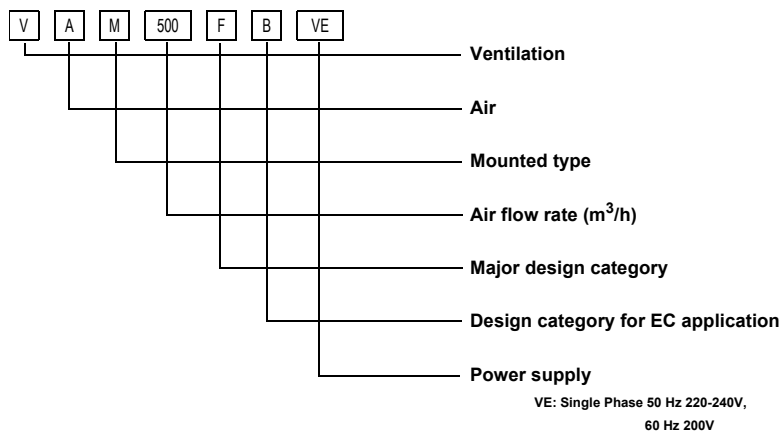 V A M 500 F B VE
Ventilation
Air
Mounted type
Air flow rate (m³/h)
Major design category
Design category for EC application
Power supply
VE: Single Phase 50 Hz 220-240V,
60 Hz 200V